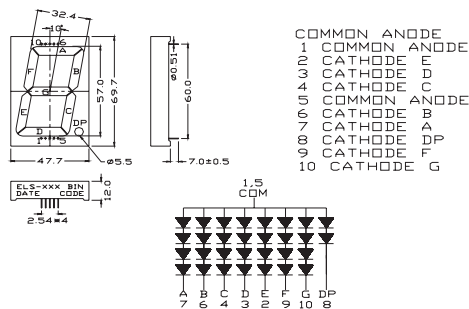 32.4
10°
10 6
A
F B
G
E C
D DP
1 5
57.0
69.7
47.7
ø5.5
ø0.51
60.0
7.0±0.5
ELS-xxx BIN
DATE CODE
12.0
2.54*4
COMMON ANODE
1 COMMON ANODE
2 CATHODE E
3 CATHODE D
4 CATHODE C
5 COMMON ANODE
6 CATHODE B
7 CATHODE A
8 CATHODE DP
9 CATHODE F
10 CATHODE G
1,5
COM
A B C D E F G DP
7 6 4 3 2 9 10 8